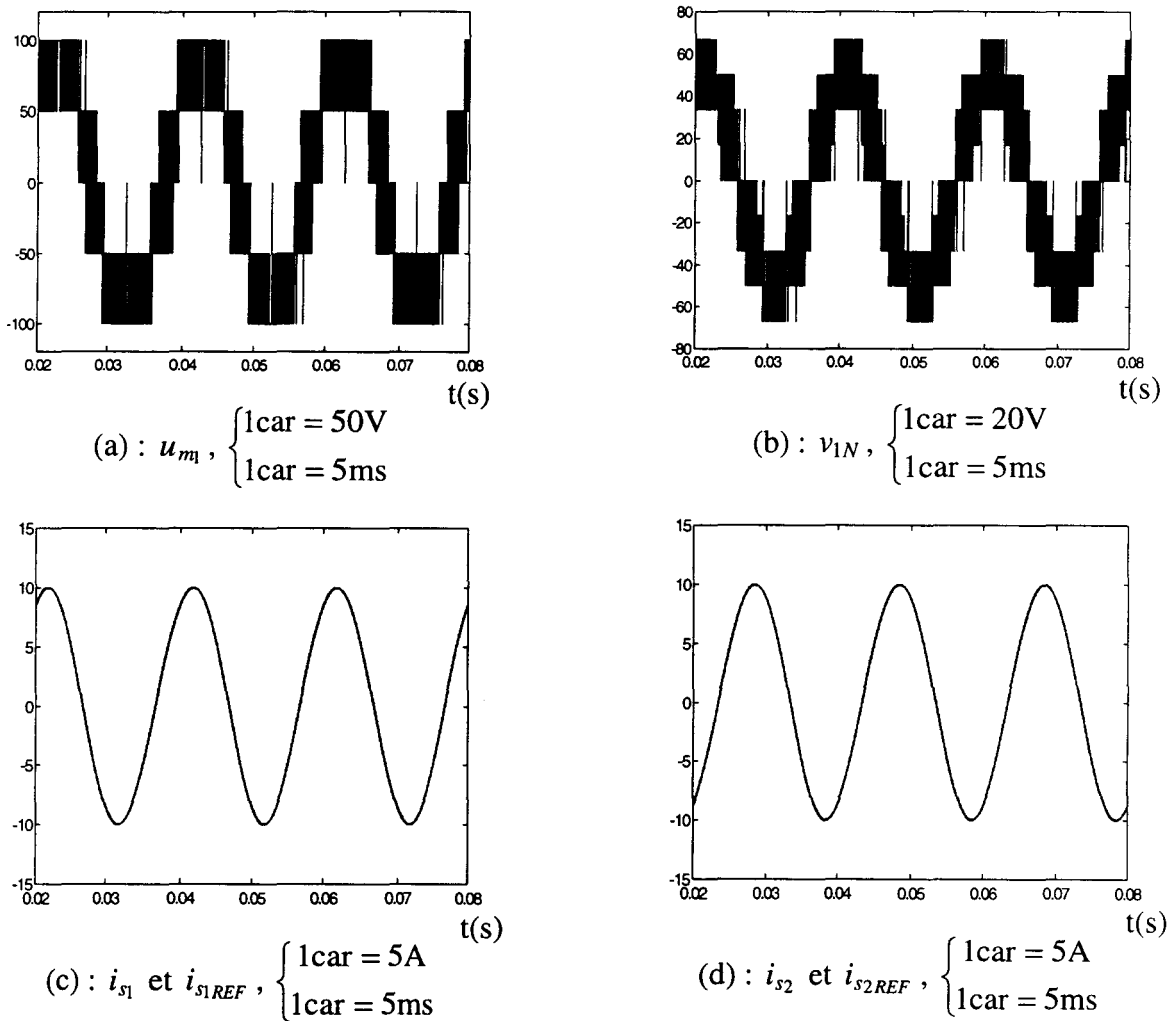 100
50
0
-50
-100
0.02 0.03 0.04 0.05 0.06 0.07 0.08
t(s)
(a) : u_{m1} , { 1car = 50V
1car = 5ms
80
60
40
20
0
-20
-40
-60
-80
0.02 0.03 0.04 0.05 0.06 0.07 0.08
t(s)
(b) : v_{1N} , { 1car = 20V
1car = 5ms
15
10
5
0
-5
-10
-15
0.02 0.03 0.04 0.05 0.06 0.07 0.08
t(s)
(c) : i_{s1} et i_{s1REF} , { 1car = 5A
1car = 5ms
15
10
5
0
-5
-10
-15
0.02 0.03 0.04 0.05 0.06 0.07 0.08
t(s)
(d) : i_{s2} et i_{s2REF} , { 1car = 5A
1car = 5ms